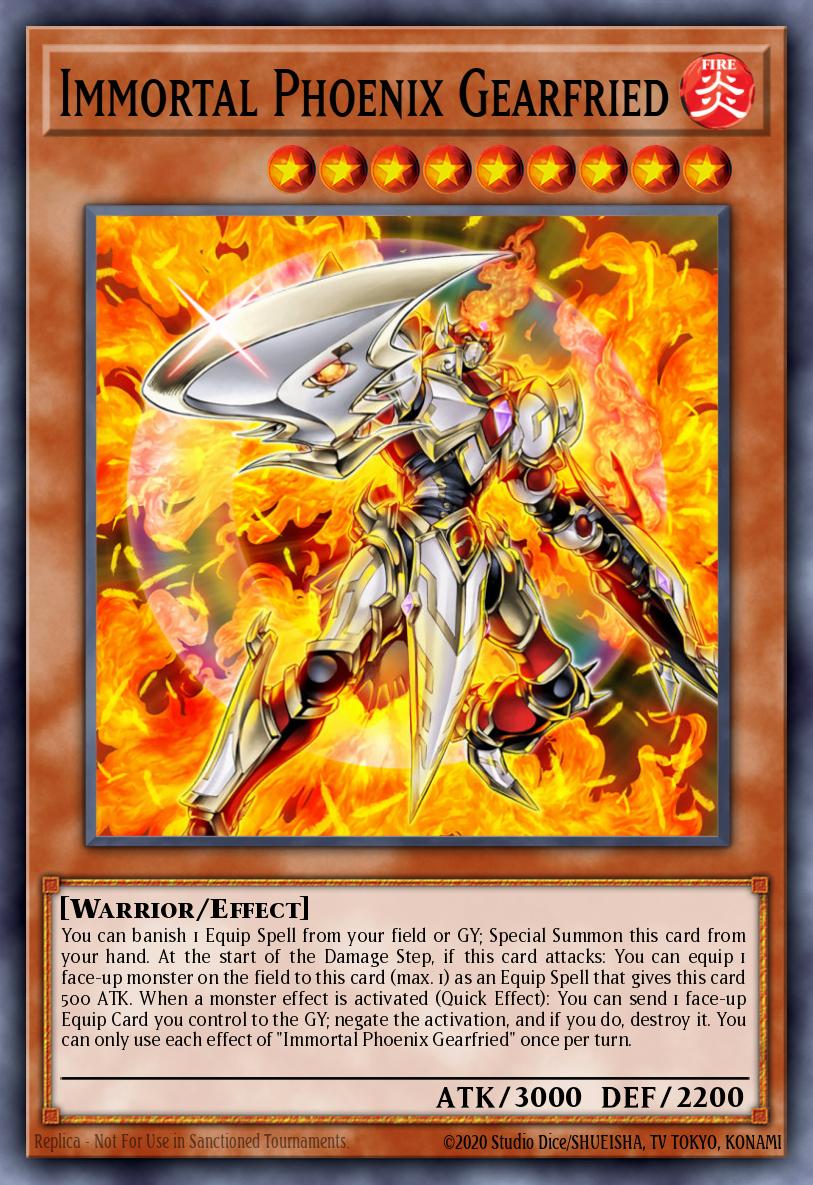 Immortal Phoenix Gearfried
FIRE
炎
[Warrior/Effect]
You can banish 1 Equip Spell from your field or GY; Special Summon this card from
your hand. At the start of the Damage Step, if this card attacks: You can equip 1
face-up monster on the field to this card (max. 1) as an Equip Spell that gives this card
500 ATK. When a monster effect is activated (Quick Effect): You can send 1 face-up
Equip Card you control to the GY; negate the activation, and if you do, destroy it. You
can only use each effect of "Immortal Phoenix Gearfried" once per turn.
ATK/3000 DEF/2200
Replica - Not For Use in Sanctioned Tournaments.
©2020 Studio Dice/SHUEISHA, TV TOKYO, KONAMI